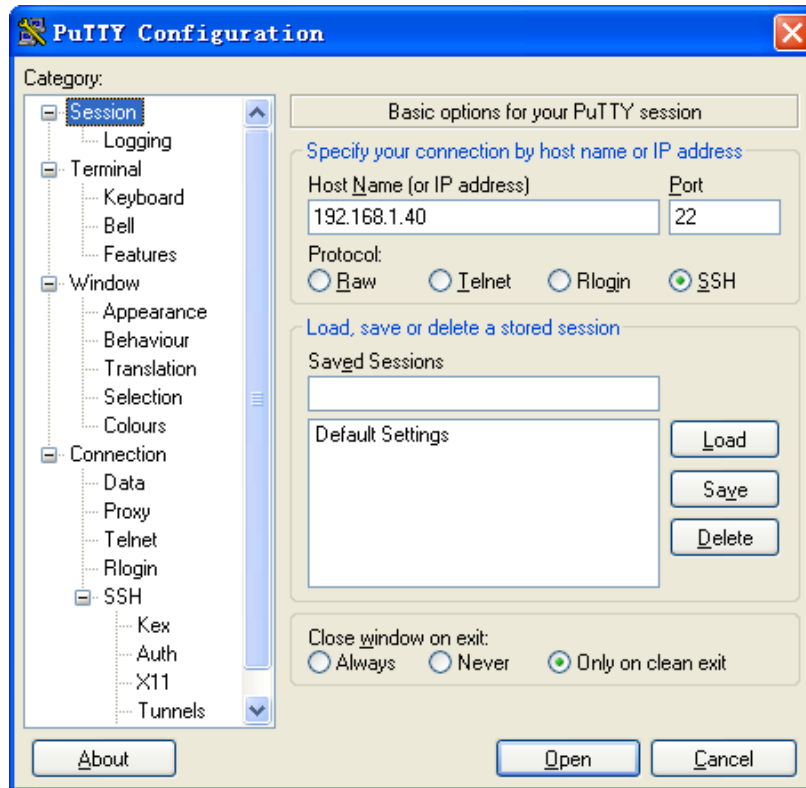 PuTTY Configuration
Category:
Session
Logging
Terminal
Keyboard
Bell
Features
Window
Appearance
Behaviour
Translation
Selection
Colours
Connection
Data
Proxy
Telnet
Rlogin
SSH
Kex
Auth
X11
Tunnels
Basic options for your PuTTY session
Specify your connection by host name or IP address
Host Name (or IP address) Port
192.168.1.40 22
Protocol:
Raw Telnet Rlogin SSH
Load, save or delete a stored session
Saved Sessions
Default Settings
Load
Save
Delete
Close window on exit:
Always Never Only on clean exit
About Open Cancel